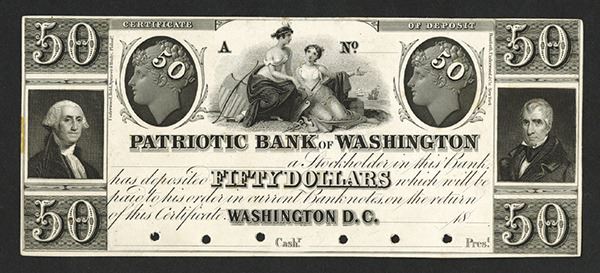 50 CERTIFICATE OF DEPOSIT 50
A No
50 50
PATRIOTIC BANK OF WASHINGTON
a Stockholder in this Bank,
has deposited FIFTY DOLLARS which will be
paid to his order in current Bank notes, on the return
of this Certificate. WASHINGTON D.C. 18
50 Cashr. Prest. 50